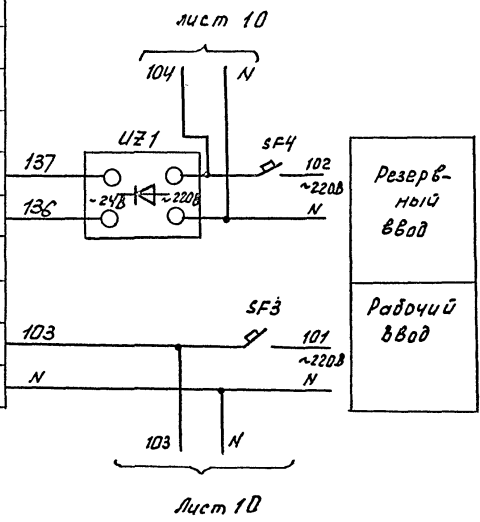 лист 10
104 N
UZ1
SF4
137
102
~220В
136
~24В ~220В
N
Резерв-
ный
ввод
SF3
103
101
~220В
N
N
Рабочий
ввод
103 N
Лист 10